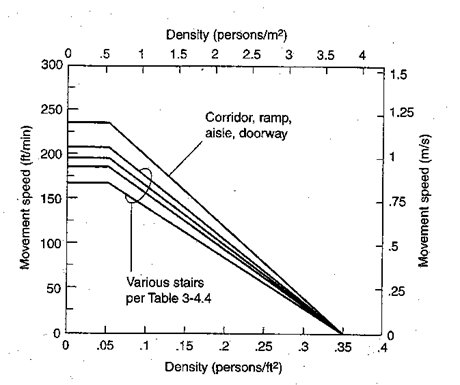 Density (persons/m²)
0 .5 1 1.5 2 2.5 .3 3.5 4
300
250
200
150
100
50
0
Movement speed (ft/min)
1.5
1.25
1
0.75
.5
.25
0
Movement speed (m/s)
Corridor, ramp,
aisle, doorway
Various stairs
per Table 3-4.4
0 .05 .1 .15 .2 .25 .3 .35 .4
Density (persons/ft²)